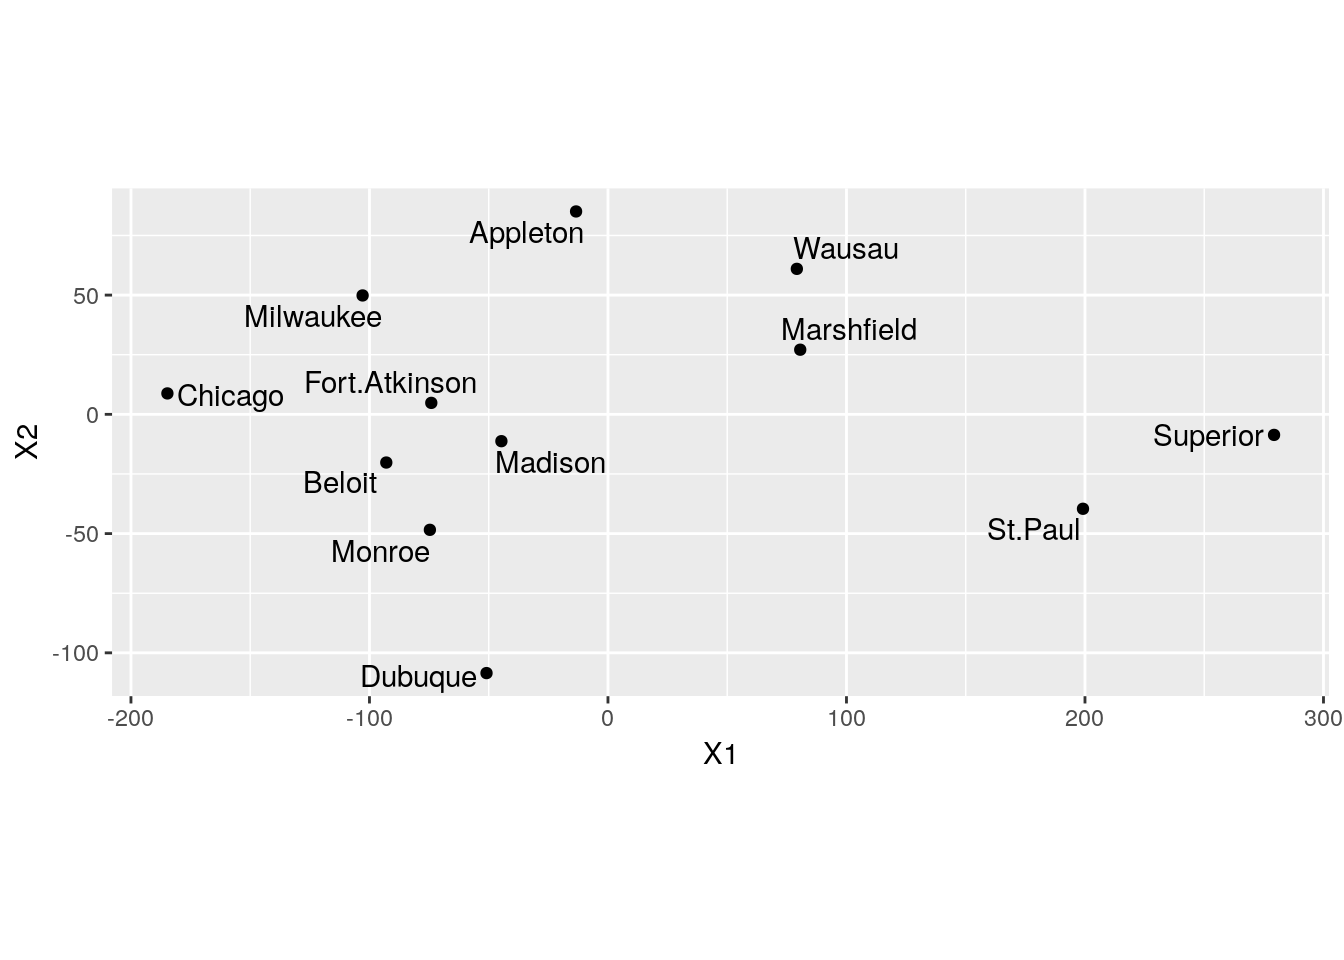 Appleton
Wausau
50
Milwaukee
Marshfield
Fort.Atkinson
Chicago
0
X2
Superior
Madison
Beloit
St.Paul
-50
Monroe
-100
Dubuque
-200 -100 0 100 200 300
X1